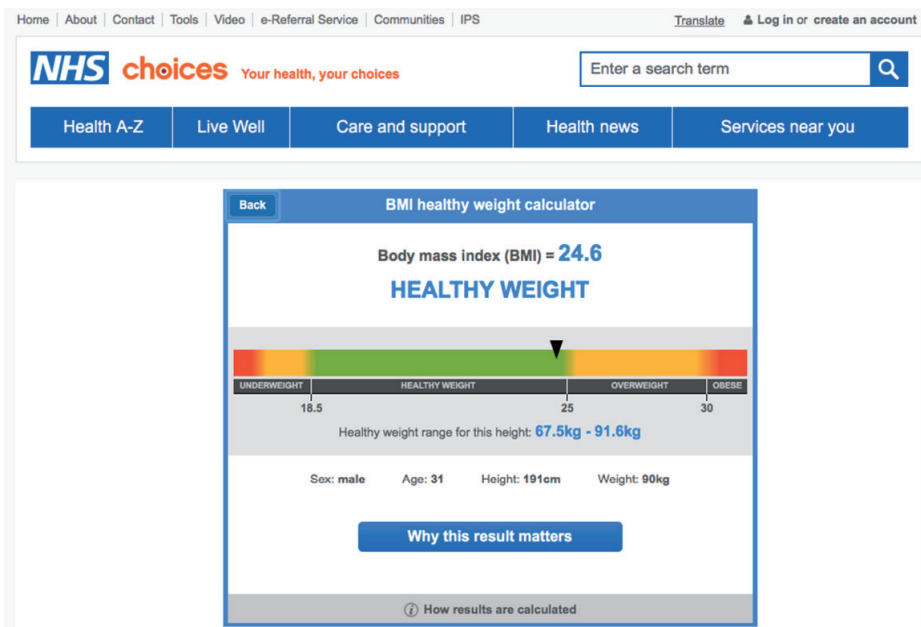 Home | About | Contact | Tools | Video | e-Referral Service | Communities | IPS Translate Log in or create an account
NHS choices Your health, your choices Enter a search term
Health A-Z Live Well Care and support Health news Services near you
Back BMI healthy weight calculator
Body mass index (BMI) = 24.6
HEALTHY WEIGHT
UNDERWEIGHT HEALTHY WEIGHT OVERWEIGHT OBESE
18.5 25 30
Healthy weight range for this height: 67.5kg - 91.6kg
Sex: male Age: 31 Height: 191cm Weight: 90kg
Why this result matters
i How results are calculated